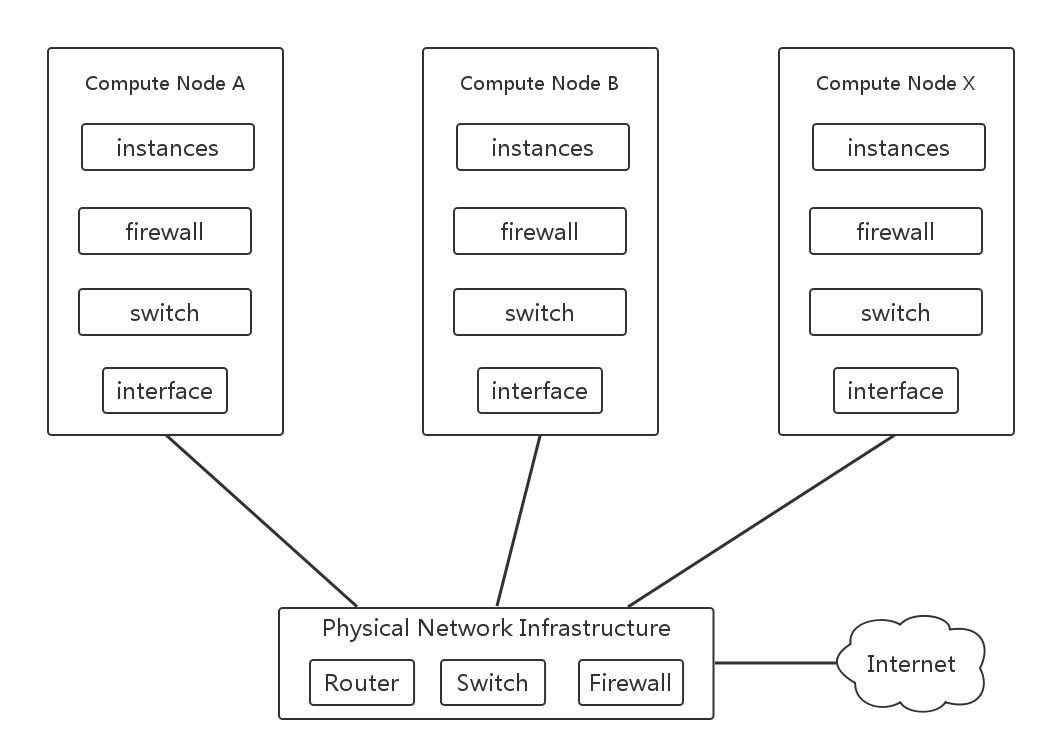 Compute Node A
instances
firewall
switch
interface
Compute Node B
instances
firewall
switch
interface
Compute Node X
instances
firewall
switch
interface
Physical Network Infrastructure
Router
Switch
Firewall
Internet